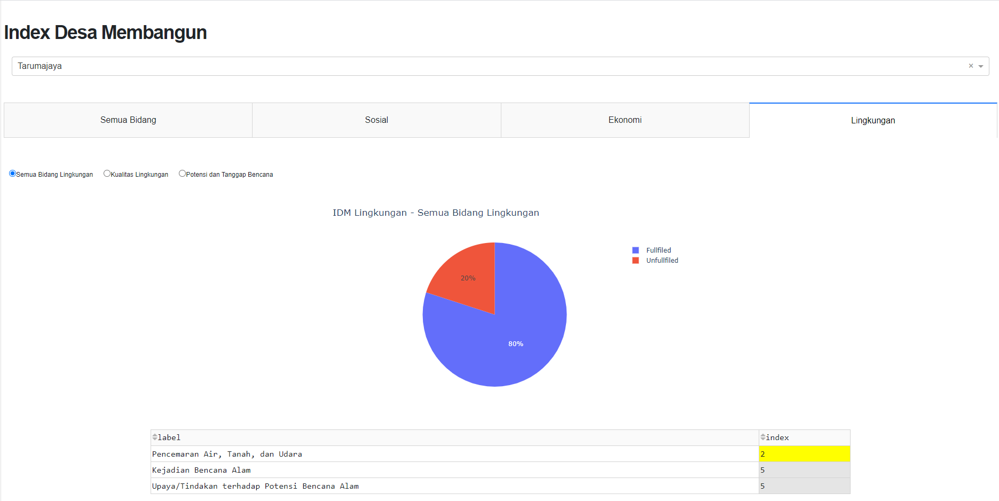 Index Desa Membangun
Tarumajaya
Semua Bidang
Sosial
Ekonomi
Lingkungan
Semua Bidang Lingkungan
Kualitas Lingkungan
Potensi dan Tanggap Bencana
IDM Lingkungan - Semua Bidang Lingkungan
Fullfiled
Unfullfiled
20%
80%
label index
Pencemaran Air, Tanah, dan Udara 2
Kejadian Bencana Alam 5
Upaya/Tindakan terhadap Potensi Bencana Alam 5